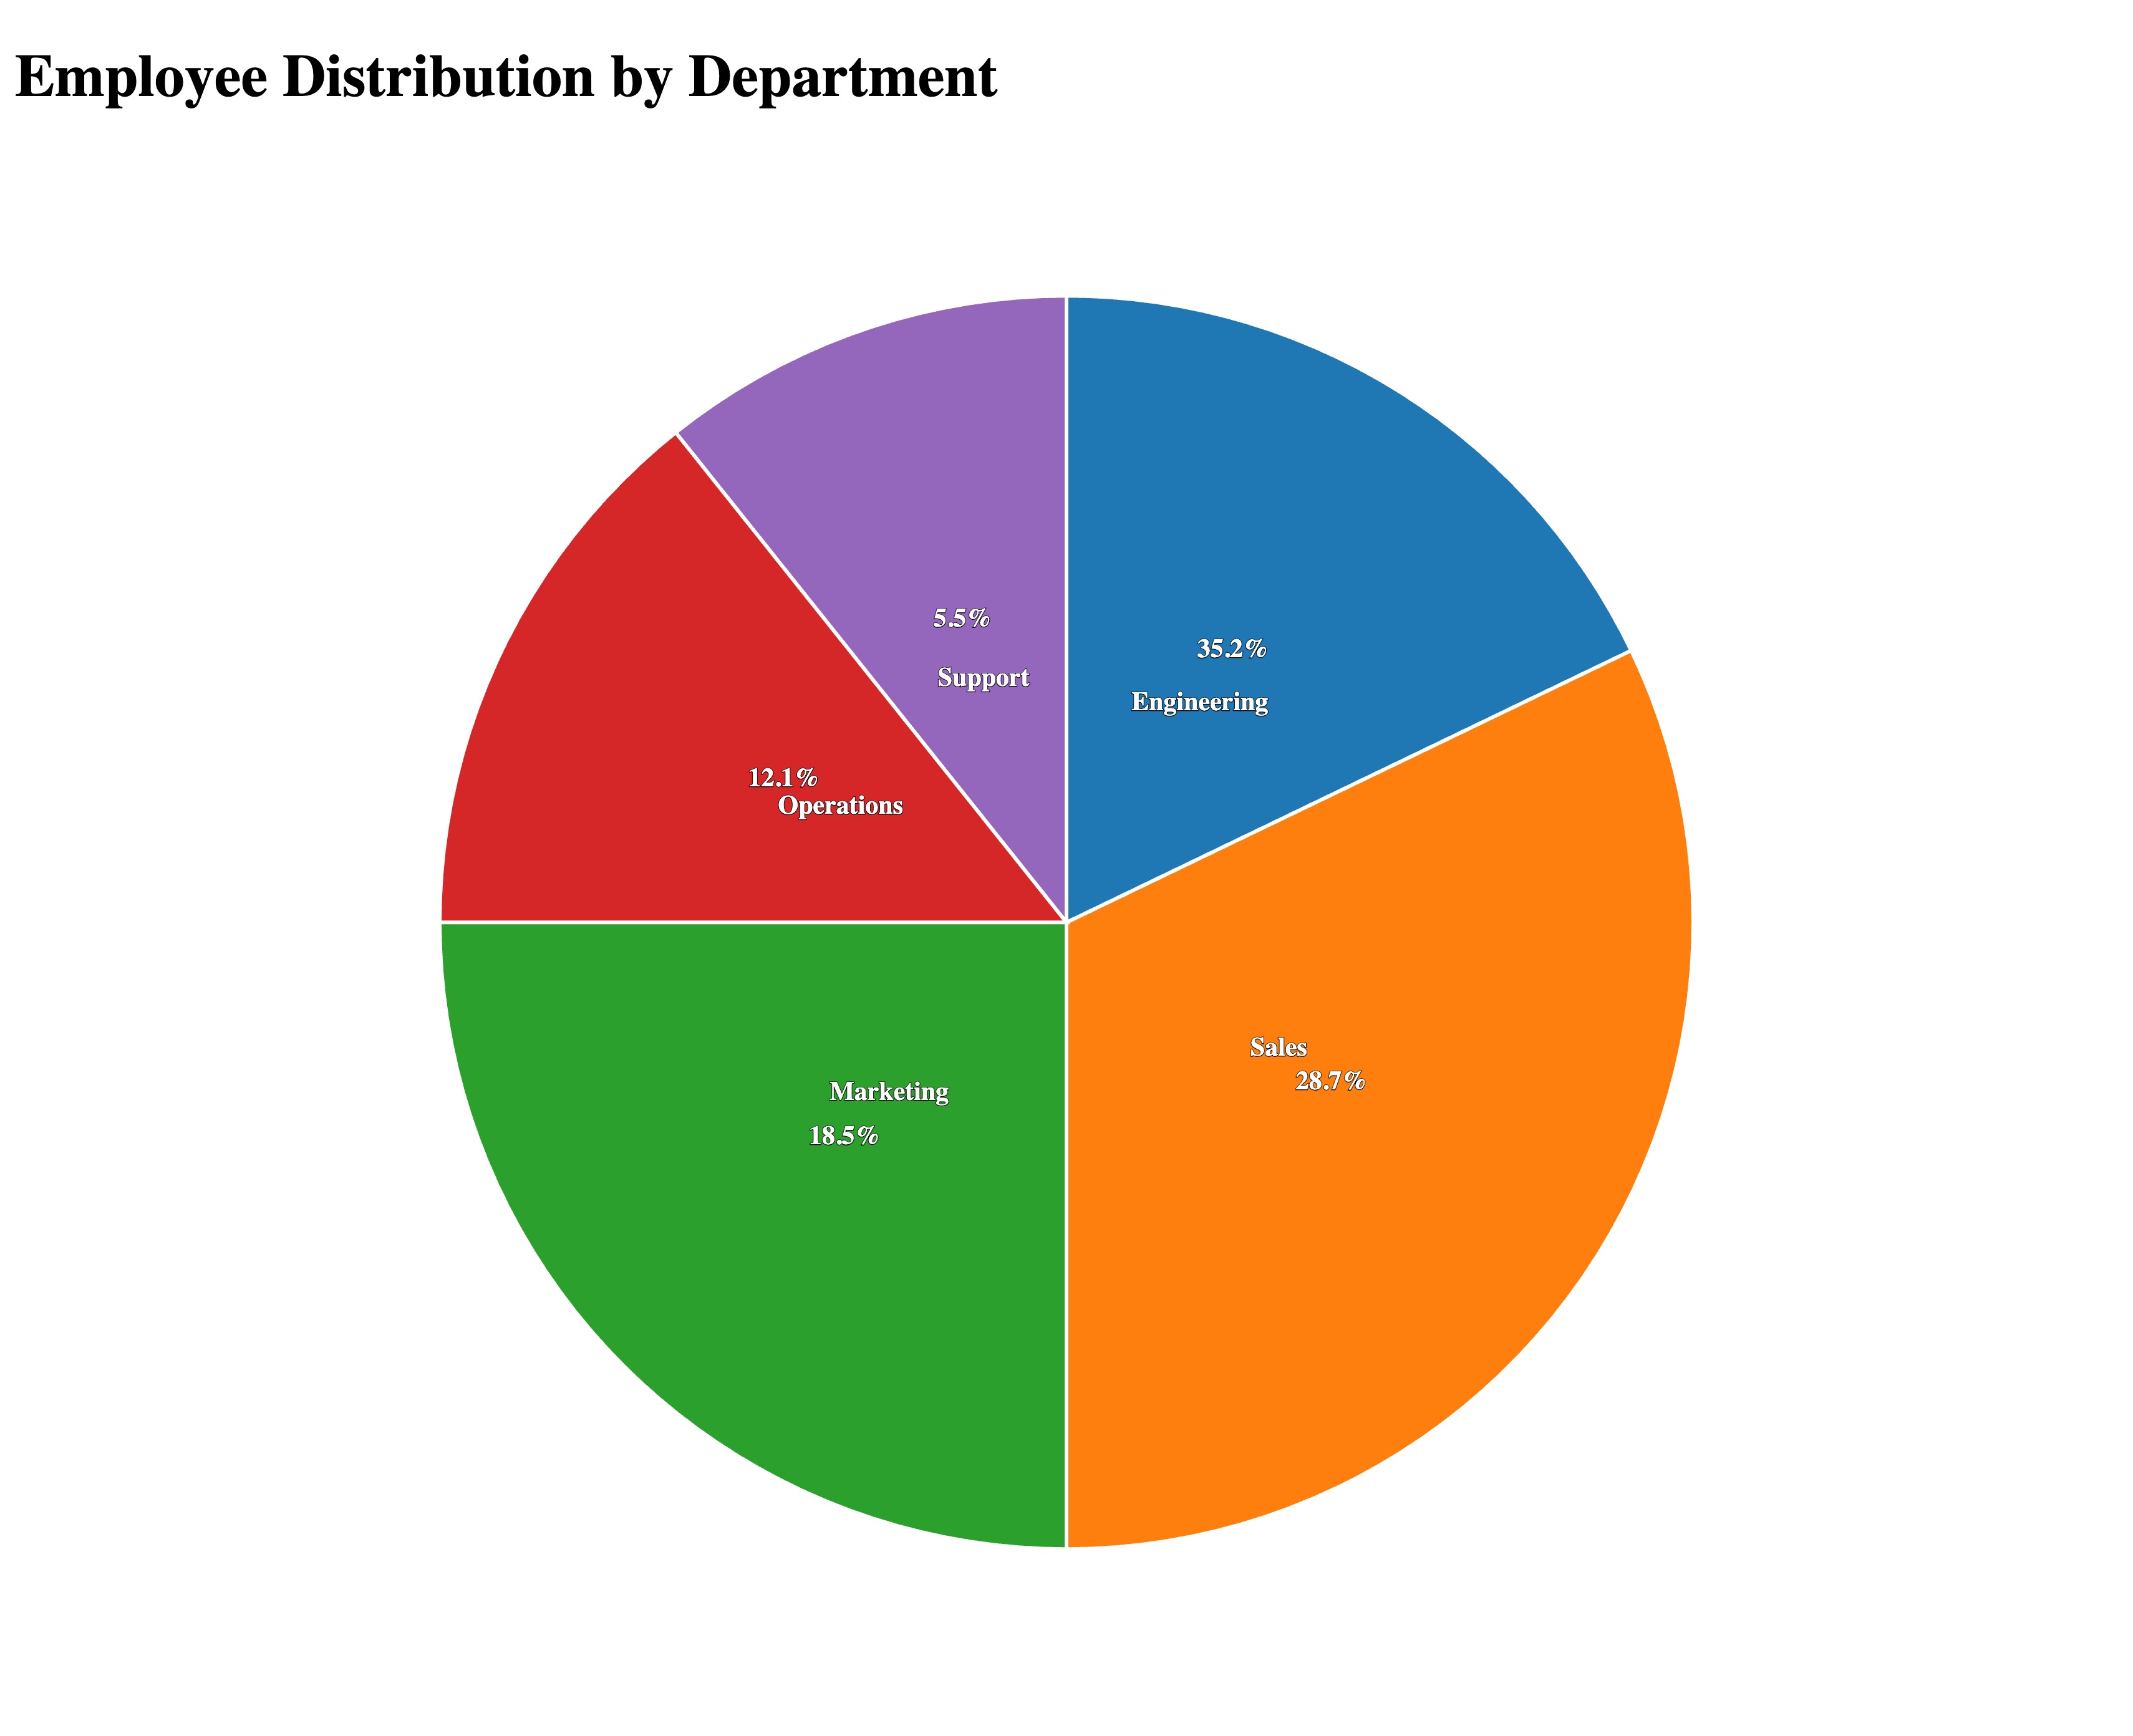 Employee Distribution by Department
5.5%
Support
35.2%
Engineering
12.1%
Operations
Sales
28.7%
Marketing
18.5%